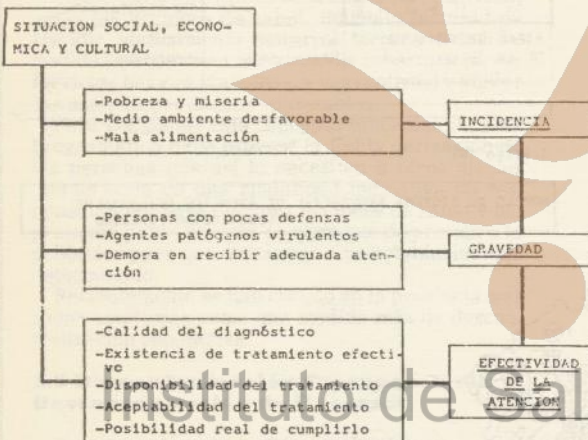 SITUACION SOCIAL, ECONO-
MICA Y CULTURAL
-Pobreza y miseria
-Medio ambiente desfavorable
-Mala alimentación
INCIDENCIA
-Personas con pocas defensas
-Agentes patógenos virulentos
-Demora en recibir adecuada aten-
ción
GRAVEDAD
-Calidad del diagnóstico
-Existencia de tratamiento efecti-
vo
-Disponibilidad del tratamiento
-Aceptabilidad del tratamiento
-Posibilidad real de cumplirlo
EFECTIVIDAD
DE LA
ATENCION
Instituto de Sal